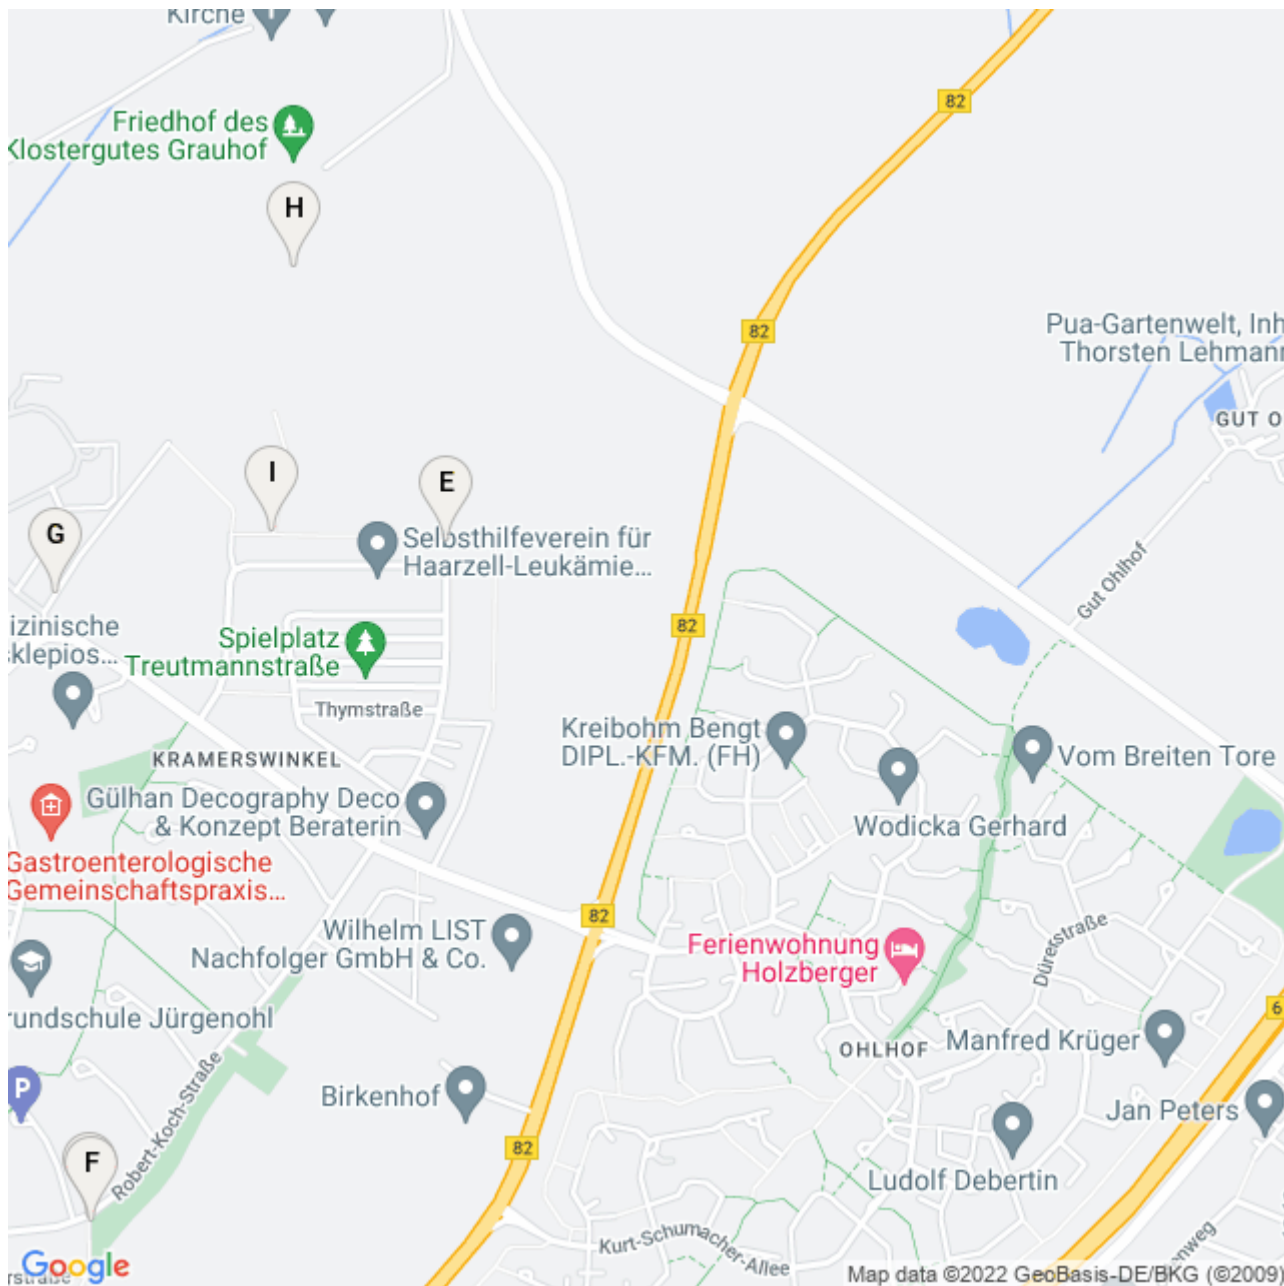 Kirche
Friedhof des
Klostergutes Grauhof
H
82
82
Pua-Gartenwelt, Inh
Thorsten Lehmann
GUT O
I
E
G
Selbsthilfeverein für
Haarzell-Leukämie...
Gut Ohlhof
izinische
sklepios...
82
Spielplatz
Treutmannstraße
Thymstraße
Kreibohm Bengt
DIPL.-KFM. (FH)
Vom Breiten Tore
KRAMERSWINKEL
Gülhan Decography Deco
& Konzept Beraterin
Wodicka Gerhard
Gastroenterologische
Gemeinschaftspraxis...
82
Wilhelm LIST
Nachfolger GmbH & Co.
Ferienwohnung
Holzberger
Dürerstraße
6
rundschule Jürgenohl
OHLHOF
Manfred Krüger
P
Birkenhof
Jan Peters
Robert-Koch-Straße
82
F
Ludolf Debertin
Kurt-Schumacher-Allee
enweg
Google
rstraße
Map data ©2022 GeoBasis-DE/BKG (©2009)